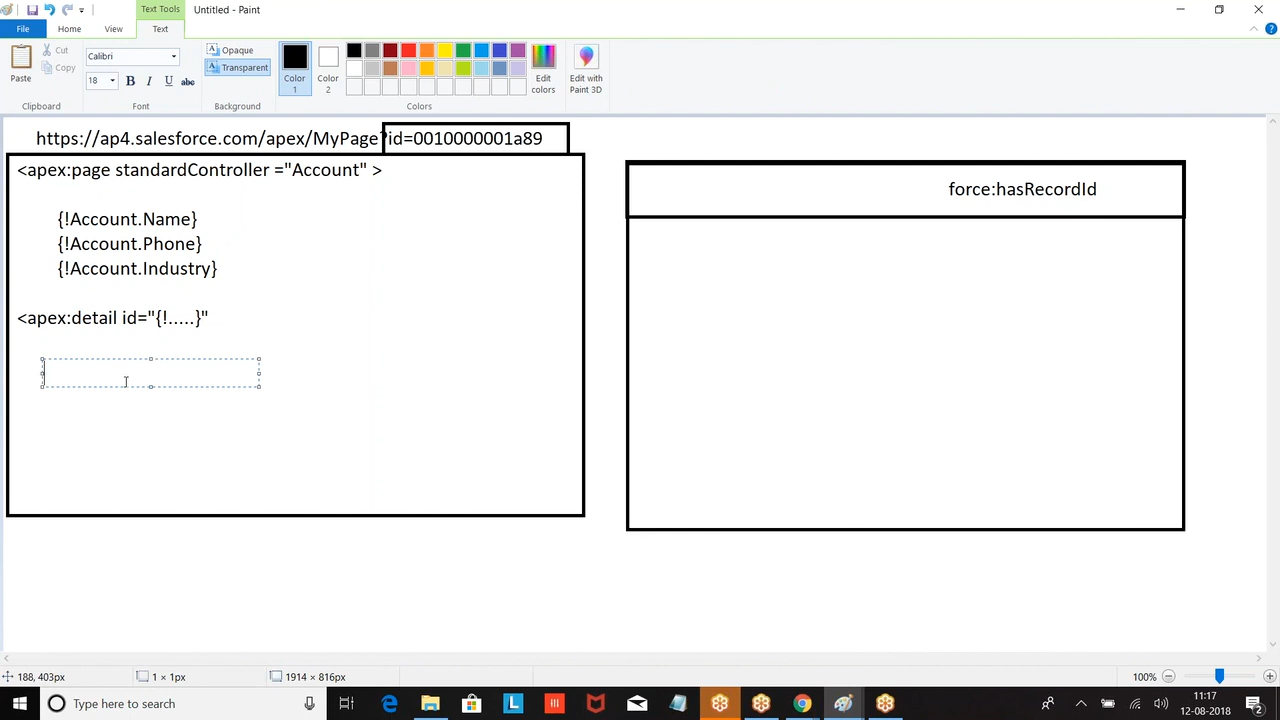 Text Tools
Untitled - Paint
File
Home
View
Text
Paste
Cut
Copy
Clipboard
Calibri
18
B I U abc
Font
Opaque
Transparent
Background
Color 1
Color 2
Edit colors
Colors
Edit with Paint 3D
https://ap4.salesforce.com/apex/MyPage?id=0010000001a89
<apex:page standardController ="Account" >
{!Account.Name}
{!Account.Phone}
{!Account.Industry}
<apex:detail id="{!.....}"
force:hasRecordId
188, 403px
1 × 1px
1914 × 816px
100%
Type here to search
L
11:17
12-08-2018
2